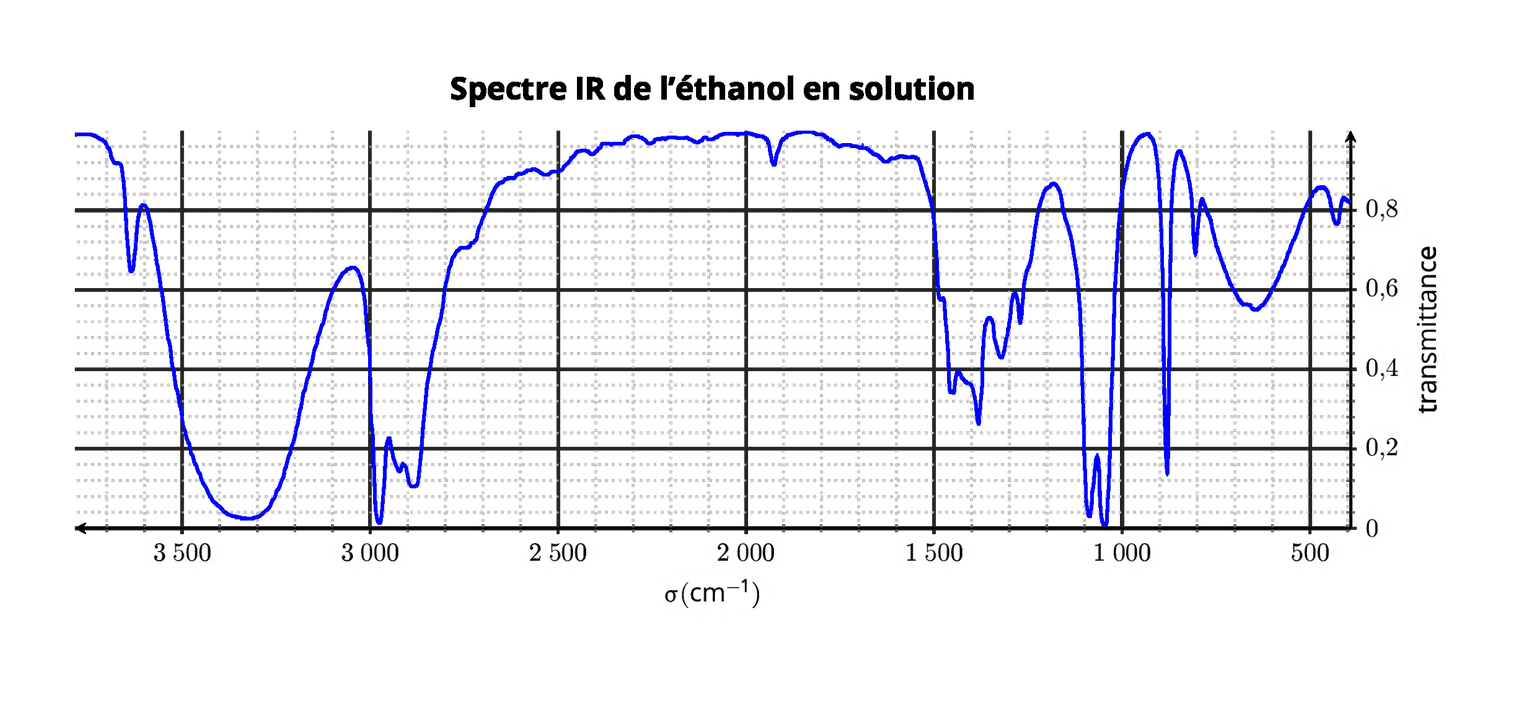 Spectre IR de l’éthanol en solution
0,8
0,6
0,4
0,2
0
transmittance
3 500 3 000 2 500 2 000 1 500 1 000 500
σ(cm⁻¹)